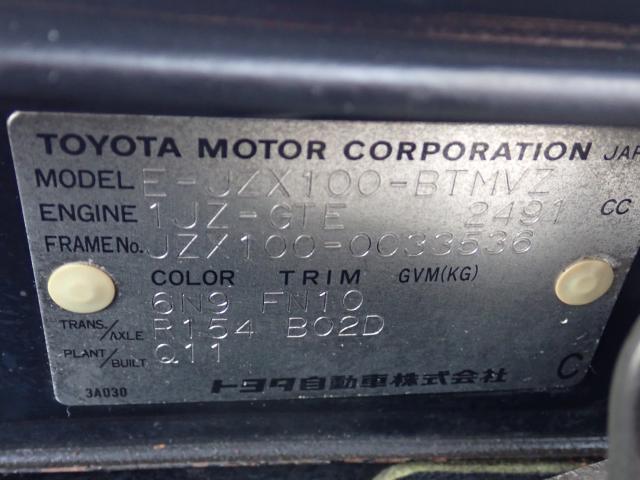 TOYOTA MOTOR CORPORATION JAP
MODEL E-JZX100-BTMVZ
ENGINE 1JZ-GTE 2491 CC
FRAME No. JZX100-0033536
COLOR TRIM GVM(KG)
6N9 FN10
TRANS./AXLE R154 B02D
PLANT/BUILT Q11
トヨタ自動車株式会社 C
3A030